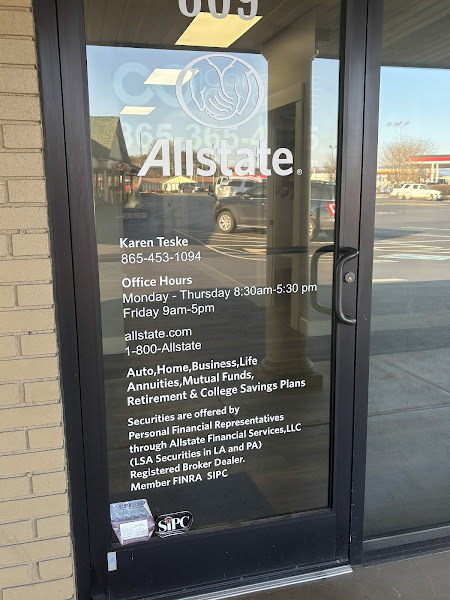 609
Allstate®
Karen Teske
865-453-1094
Office Hours
Monday - Thursday 8:30am-5:30 pm
Friday 9am-5pm
allstate.com
1-800-Allstate
Auto,Home,Business,Life
Annuities,Mutual Funds,
Retirement & College Savings Plans
Securities are offered by
Personal Financial Representatives
through Allstate Financial Services,LLC
(LSA Securities in LA and PA)
Registered Broker Dealer.
Member FINRA SIPC
SIPC